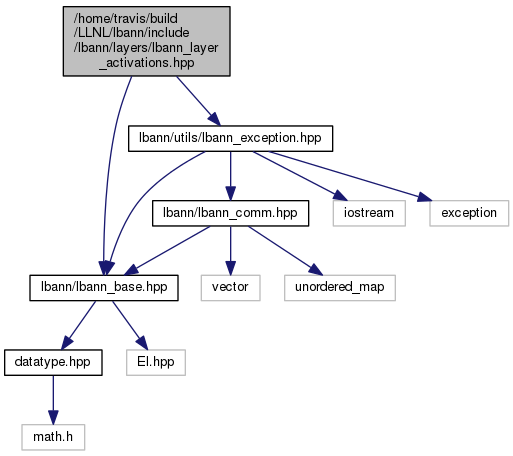 /home/travis/build
/LLNL/lbann/include
/lbann/layers/lbann_layer
_activations.hpp
lbann/utils/lbann_exception.hpp
lbann/lbann_comm.hpp
iostream
exception
lbann/lbann_base.hpp
vector
unordered_map
datatype.hpp
El.hpp
math.h